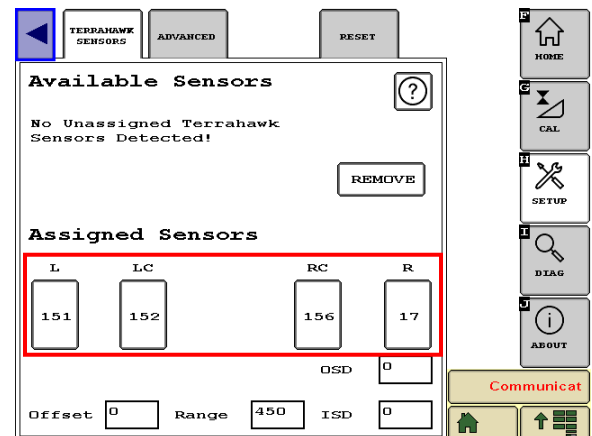 TERRAHAWK
SENSORS
ADVANCED
RESET
Available Sensors
?
No Unassigned Terrahawk
Sensors Detected!
REMOVE
Assigned Sensors
L LC RC R
151 152 156 17
OSD 0
Offset 0 Range 450 ISD 0
F
HOME
G
CAL
H
SETUP
I
DIAG
J
i
ABOUT
Communicat